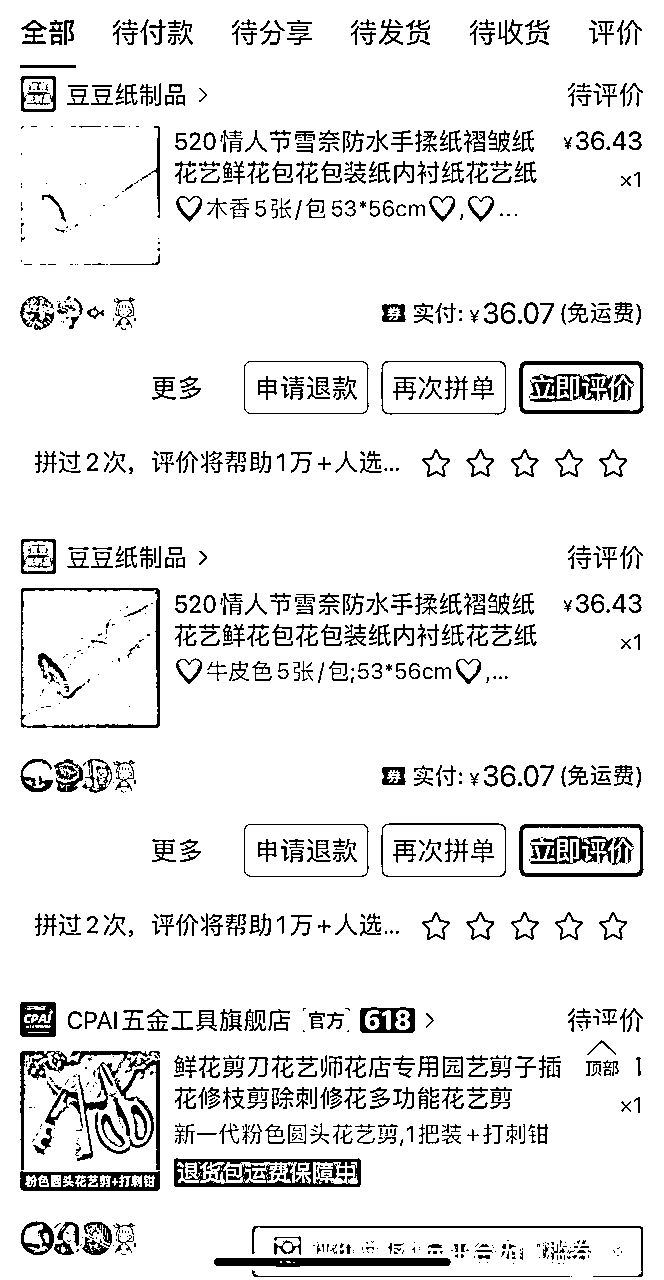 全部 待付款 待分享 待发货 待收货 评价
豆豆纸制品 > 待评价
520情人节雪奈防水手揉纸褶皱纸 ¥36.43
花艺鲜花包花包装纸内衬纸花艺纸 ×1
♡木香5张/包53*56cm♡,♡...
券 实付: ¥36.07 (免运费)
更多 申请退款 再次拼单 立即评价
拼过2次，评价将帮助1万+人选... ☆ ☆ ☆ ☆ ☆
豆豆纸制品 > 待评价
520情人节雪奈防水手揉纸褶皱纸 ¥36.43
花艺鲜花包花包装纸内衬纸花艺纸 ×1
♡牛皮色5张/包;53*56cm♡,...
券 实付: ¥36.07 (免运费)
更多 申请退款 再次拼单 立即评价
拼过2次，评价将帮助1万+人选... ☆ ☆ ☆ ☆ ☆
CPAI CPAI五金工具旗舰店 官方 618 > 待评价
鲜花剪刀花艺师花店专用园艺剪子插 顶部 1
花修枝剪除刺修花多功能花艺剪 ×1
新一代粉色圆头花艺剪,1把装+打刺钳
粉色圆头花艺剪+打刺钳 退货包运费保障中